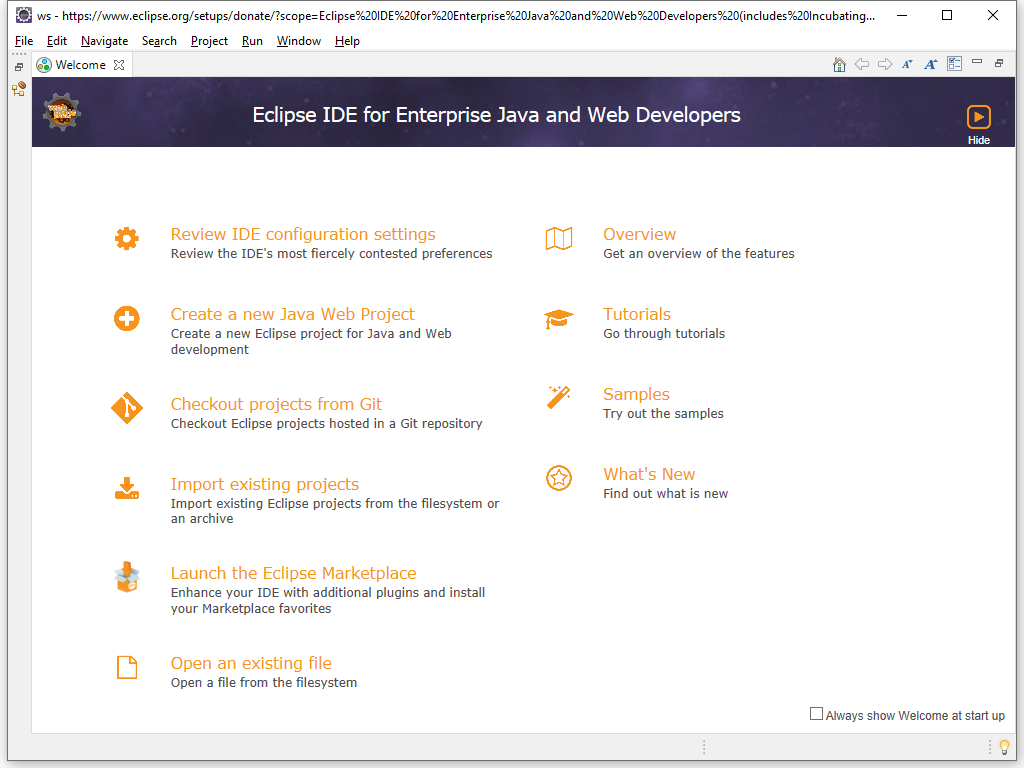 ws - https://www.eclipse.org/setups/donate/?scope=Eclipse%20IDE%20for%20Enterprise%20Java%20and%20Web%20Developers%20(includes%20Incubating...
File Edit Navigate Search Project Run Window Help
Welcome
Eclipse IDE for Enterprise Java and Web Developers
Hide
Review IDE configuration settings
Review the IDE's most fiercely contested preferences
Create a new Java Web Project
Create a new Eclipse project for Java and Web
development
Checkout projects from Git
Checkout Eclipse projects hosted in a Git repository
Import existing projects
Import existing Eclipse projects from the filesystem or
an archive
Launch the Eclipse Marketplace
Enhance your IDE with additional plugins and install
your Marketplace favorites
Open an existing file
Open a file from the filesystem
Overview
Get an overview of the features
Tutorials
Go through tutorials
Samples
Try out the samples
What's New
Find out what is new
Always show Welcome at start up